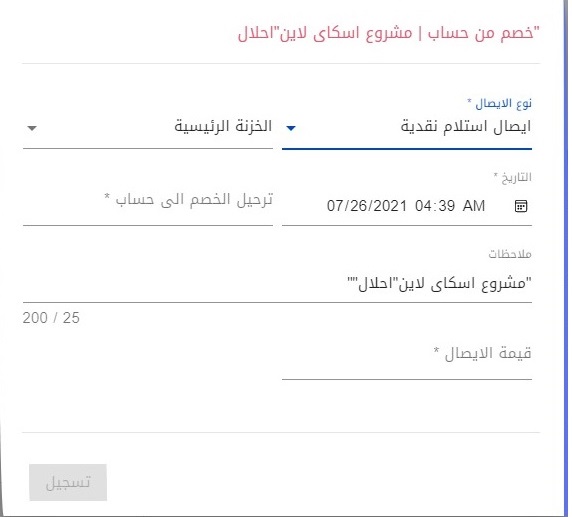 "خصم من حساب | مشروع اسكاى لاين"احلال
نوع الايصال *
ايصال استلام نقدية
الخزنة الرئيسية
التاريخ *
07/26/2021 04:39 AM
ترحيل الخصم الى حساب *
ملاحظات
"مشروع اسكاى لاين"احلال""
25 / 200
قيمة الايصال *
تسجيل